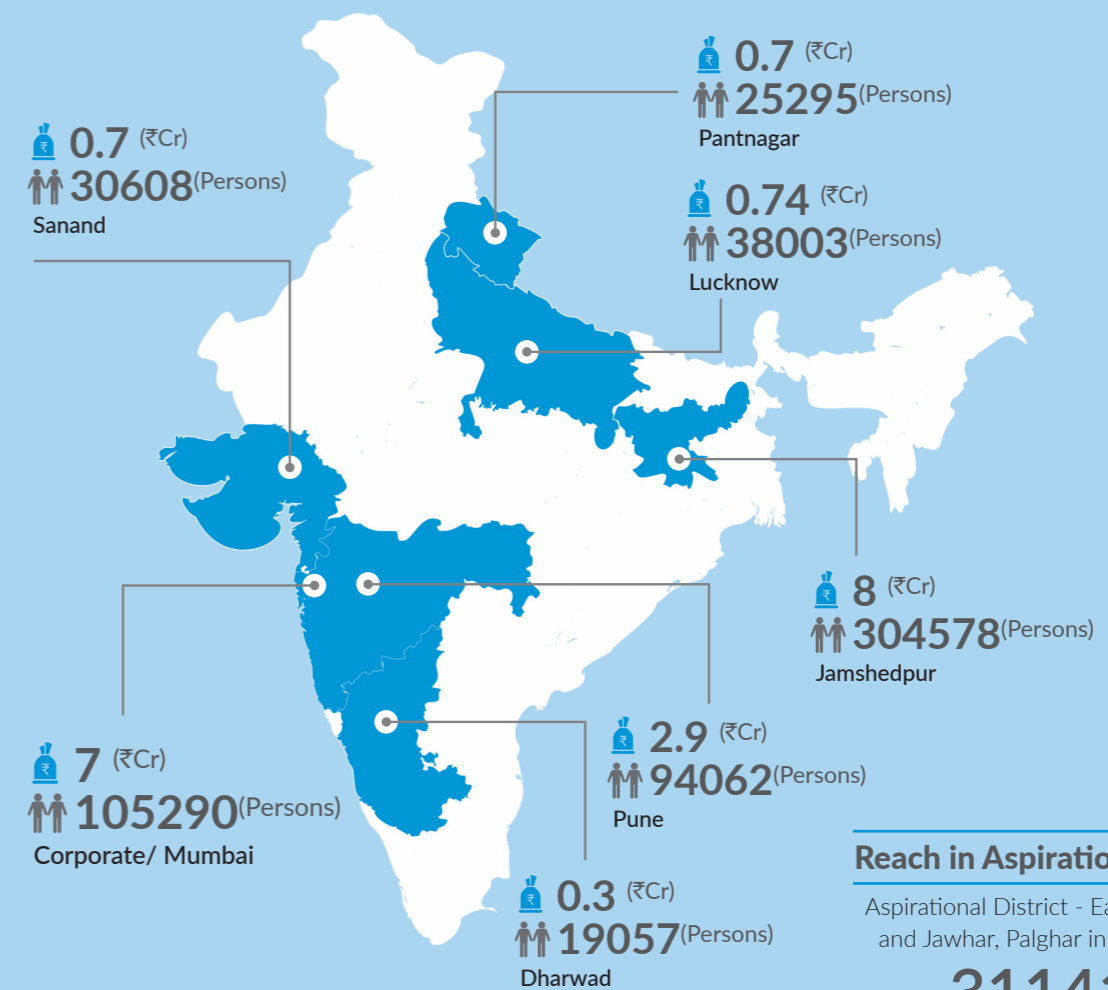 0.7 (₹Cr)
25295(Persons)
Pantnagar
0.7 (₹Cr)
30608(Persons)
Sanand
0.74 (₹Cr)
38003(Persons)
Lucknow
8 (₹Cr)
304578(Persons)
Jamshedpur
7 (₹Cr)
105290(Persons)
Corporate/ Mumbai
2.9 (₹Cr)
94062(Persons)
Pune
0.3 (₹Cr)
19057(Persons)
Dharwad
Reach in
Aspirational District -
and Jawhar, Palghar in